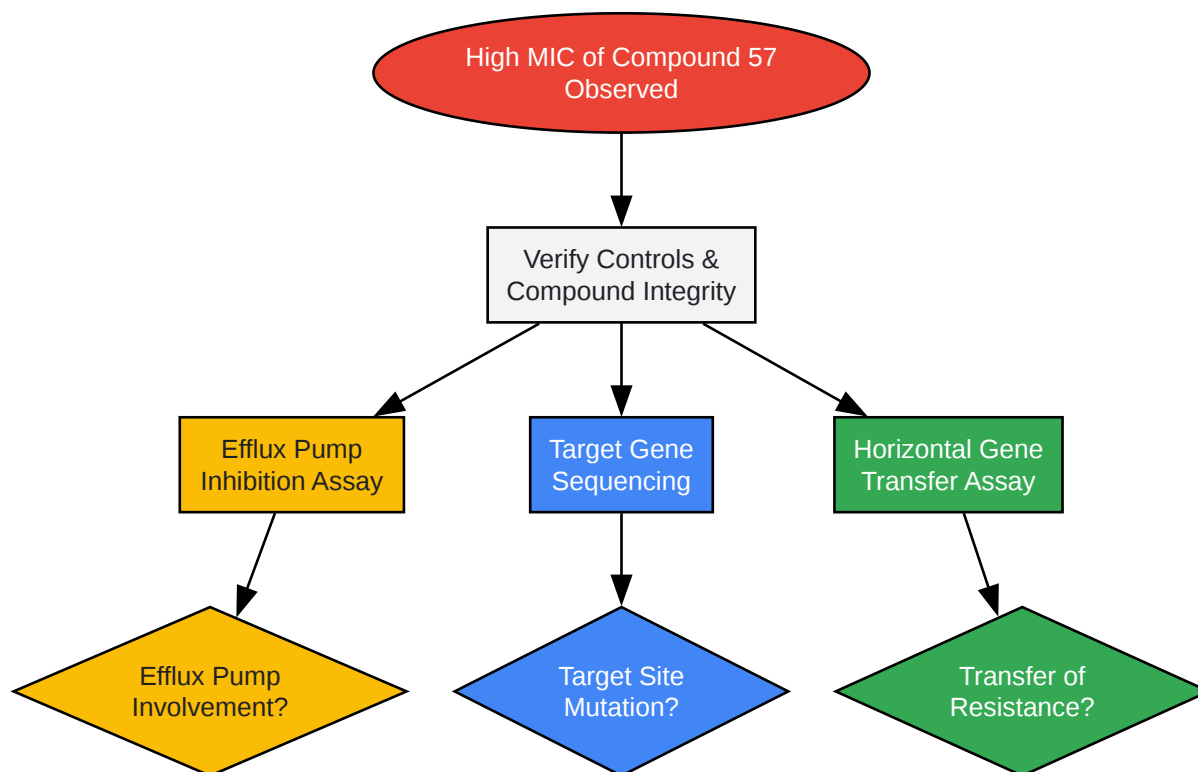 High MIC of Compound 57
Observed
Verify Controls &
Compound Integrity
Efflux Pump
Inhibition Assay
Target Gene
Sequencing
Horizontal Gene
Transfer Assay
Efflux Pump
Involvement?
Target Site
Mutation?
Transfer of
Resistance?